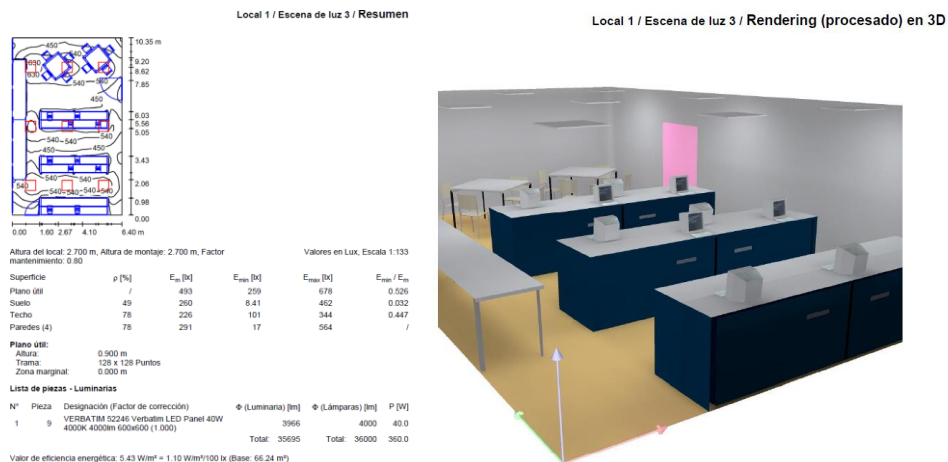 Local 1 / Escena de luz 3 / Resumen
Local 1 / Escena de luz 3 / Rendering (procesado) en 3D
450
10.35 m
630
630
540
540
9.20
8.62
7.85
450
450
6.03
5.56
5.05
540
540
540
450
540
3.43
540
540
540
540
2.06
0.98
0.00
0.00 1.60 2.67 4.10 6.40 m
Altura del local: 2.700 m, Altura de montaje: 2.700 m, Factor mantenimiento: 0.80
Valores en Lux, Escala 1:133
Superficie ρ [%] Em [lx] Emin [lx] Emax [lx] Emin / Em
Plano útil / 493 259 678 0.526
Suelo 49 260 8.41 462 0.032
Techo 78 226 101 344 0.447
Paredes (4) 78 291 17 564 /
Plano útil:
Altura: 0.900 m
Trama: 128 x 128 Puntos
Zona marginal: 0.000 m
Lista de piezas - Luminarias
N° Pieza Designación (Factor de corrección) Φ (Luminaria) [lm] Φ (Lámparas) [lm] P [W]
1 9 VERBATIM 52246 Verbatim LED Panel 40W 4000K 4000lm 600x600 (1.000) 3966 4000 40.0
Total: 35695 Total: 36000 360.0
Valor de eficiencia energética: 5.43 W/m² = 1.10 W/m²/100 lx (Base: 66.24 m²)